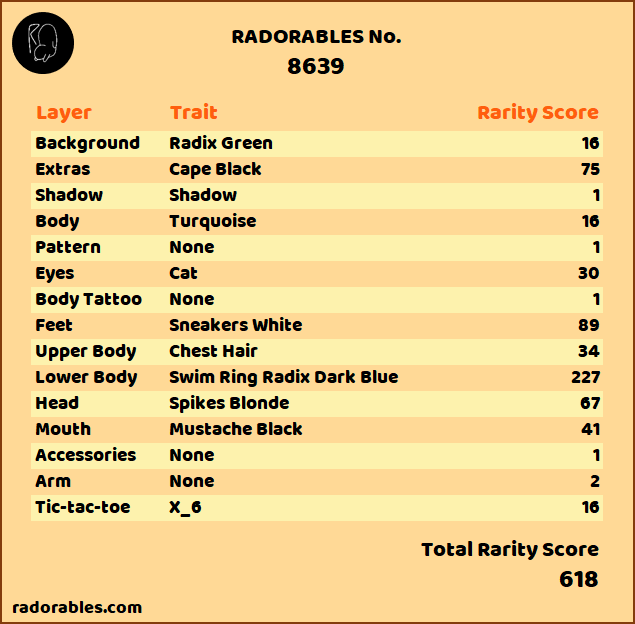 RADORABLES No.
8639
Layer Trait Rarity Score
Background Radix Green 16
Extras Cape Black 75
Shadow Shadow 1
Body Turquoise 16
Pattern None 1
Eyes Cat 30
Body Tattoo None 1
Feet Sneakers White 89
Upper Body Chest Hair 34
Lower Body Swim Ring Radix Dark Blue 227
Head Spikes Blonde 67
Mouth Mustache Black 41
Accessories None 1
Arm None 2
Tic-tac-toe X_6 16
Total Rarity Score
618
radorables.com